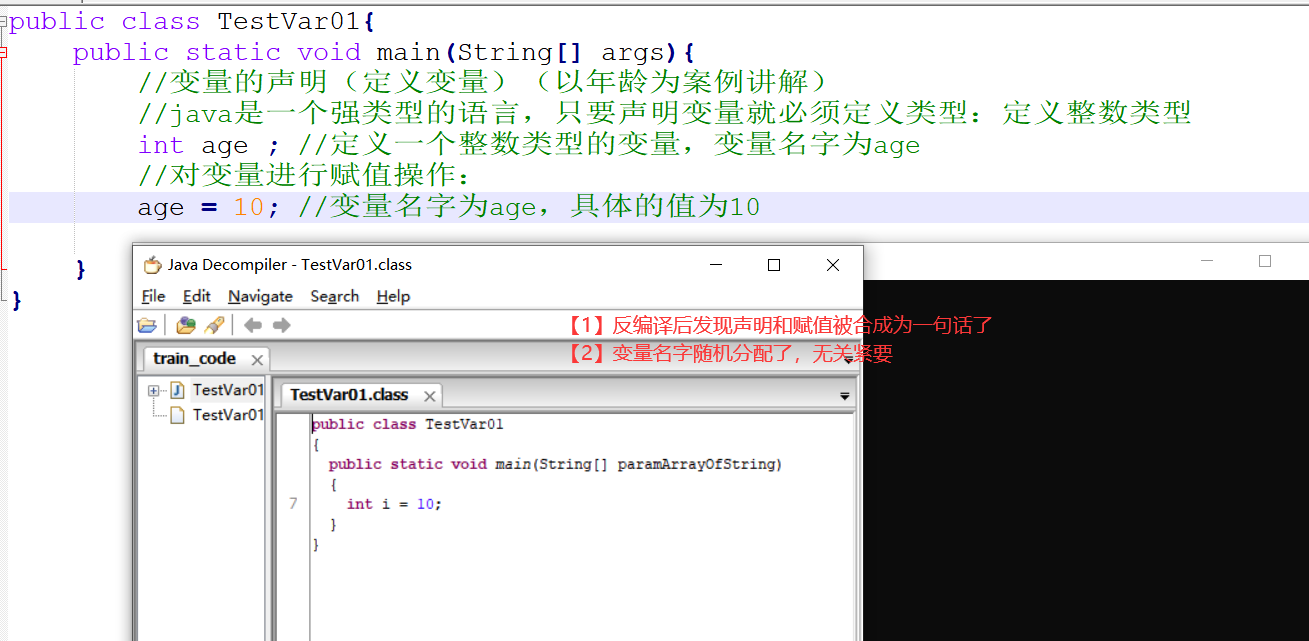 public class TestVar01{
public static void main(String[] args){
//变量的声明（定义变量）（以年龄为案例讲解）
//java是一个强类型的语言，只要声明变量就必须定义类型：定义整数类型
int age ; //定义一个整数类型的变量，变量名字为age
//对变量进行赋值操作：
age = 10; //变量名字为age，具体的值为10
}
}
Java Decompiler - TestVar01.class
File Edit Navigate Search Help
【1】反编译后发现声明和赋值被合成为一句话了
【2】变量名字随机分配了，无关紧要
train_code
TestVar01
TestVar01
TestVar01.class
public class TestVar01
{
public static void main(String[] paramArrayOfString)
{
7 int i = 10;
}
}